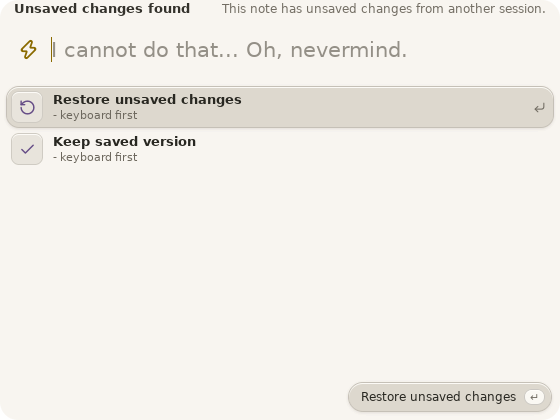 Unsaved changes found This note has unsaved changes from another session.
I cannot do that... Oh, nevermind.
Restore unsaved changes
- keyboard first
Keep saved version
- keyboard first
Restore unsaved changes